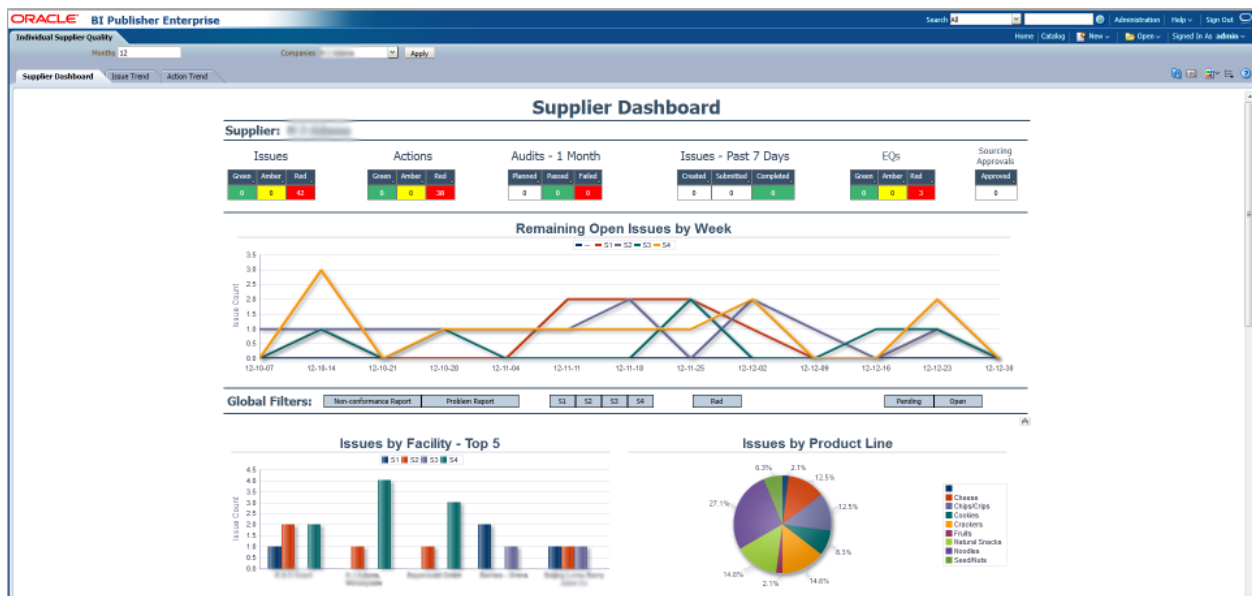 ORACLE BI Publisher Enterprise
Search All Administration Help Sign Out
Individual Supplier Quality
Home Catalog New Open Signed In As admin
Months 12 Companies Apply
Supplier Dashboard Issue Trend Action Trend
Supplier Dashboard
Supplier:
Issues Actions Audits - 1 Month Issues - Past 7 Days EQs Sourcing Approvals
Green Amber Red Green Amber Red Planned Passed Failed Created Submitted Completed Green Amber Red Approved
0 0 42 0 0 38 0 0 0 0 0 0 0 0 3 0
Remaining Open Issues by Week
-- S1 S2 S3 S4
Issue Count
3.5
3.0
2.5
2.0
1.5
1.0
0.5
0.0
12-10-07 12-10-14 12-10-21 12-10-28 12-11-04 12-11-11 12-11-18 12-11-25 12-12-02 12-12-09 12-12-16 12-12-23 12-12-30
Global Filters: Non-conformance Report Problem Report S1 S2 S3 S4 Red Pending Open
Issues by Facility - Top 5
S1 S2 S3 S4
Issue Count
4.5
4.0
3.5
3.0
2.5
2.0
1.5
1.0
0.5
0.0
Issues by Product Line
6.3% 2.1%
12.5%
27.1%
12.5%
8.3%
14.6%
2.1%
14.6%
Cheese
Chips/Crips
Cookies
Crackers
Fruits
Natural Snacks
Noodles
Seed/Nuts